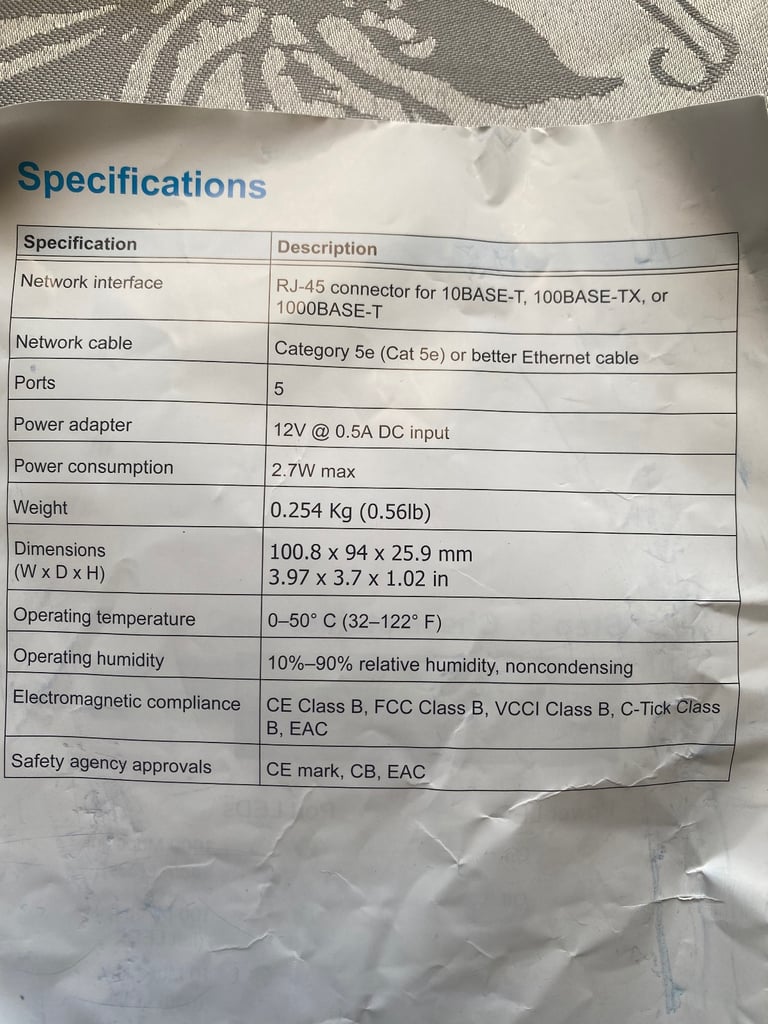 Specifications
Specification Description
Network interface RJ-45 connector for 10BASE-T, 100BASE-TX, or
1000BASE-T
Network cable Category 5e (Cat 5e) or better Ethernet cable
Ports 5
Power adapter 12V @ 0.5A DC input
Power consumption 2.7W max
Weight 0.254 Kg (0.56lb)
Dimensions 100.8 x 94 x 25.9 mm
(W x D x H) 3.97 x 3.7 x 1.02 in
Operating temperature 0–50° C (32–122° F)
Operating humidity 10%–90% relative humidity, noncondensing
Electromagnetic compliance CE Class B, FCC Class B, VCCI Class B, C-Tick Class
B, EAC
Safety agency approvals CE mark, CB, EAC